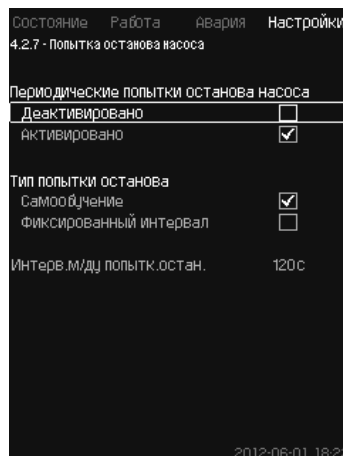 Состояние Работа Авария Настройки
4.2.7 - Попытка останова насоса
Периодические попытки останова насоса
Деактивировано
Активировано
Тип попытки останова
Самообучение
Фиксированный интервал
Интерв.м/ду попытк.остан. 120с
2012-06-01 18:2